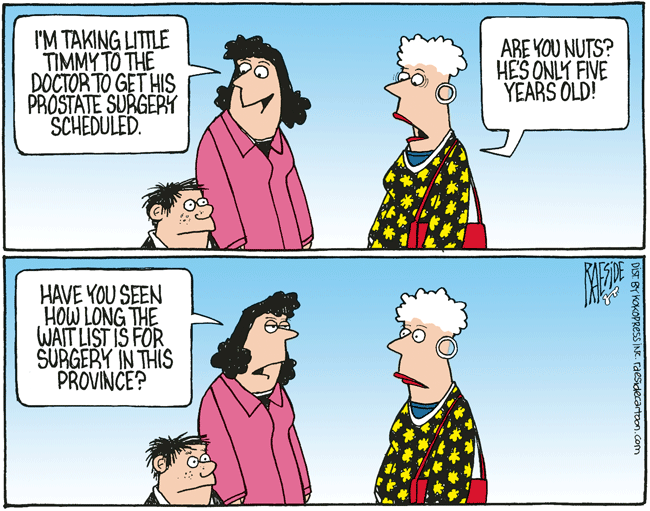 I'M TAKING LITTLE
TIMMY TO THE
DOCTOR TO GET HIS
PROSTATE SURGERY
SCHEDULED.
ARE YOU NUTS?
HE'S ONLY FIVE
YEARS OLD!
HAVE YOU SEEN
HOW LONG THE
WAIT LIST IS FOR
SURGERY IN THIS
PROVINCE?
RAESIDE
DIST BY KOKOPRESS INK. raesidecartoon.com